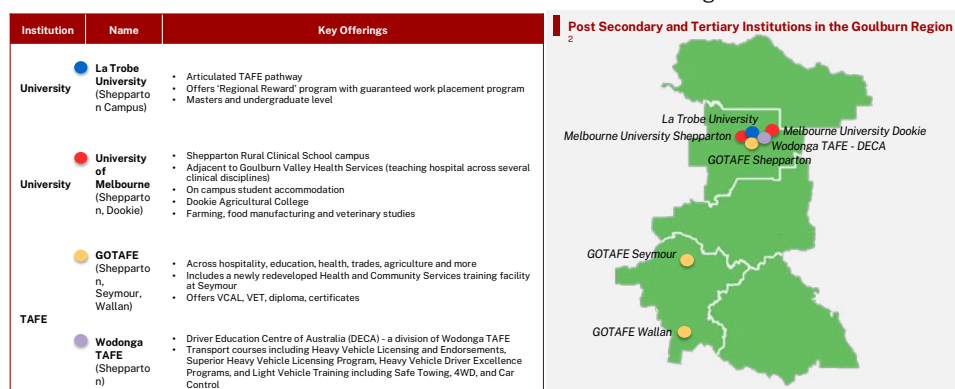 Institution Name Key Offerings
La Trobe
University
(Shepparto
n Campus)
University
• Articulated TAFE pathway
• Offers ‘Regional Reward’ program with guaranteed work placement program
• Masters and undergraduate level
University
of
Melbourne
(Shepparto
n, Dookie)
University
• Shepparton Rural Clinical School campus
• Adjacent to Goulburn Valley Health Services (teaching hospital across several
clinical disciplines)
• On campus student accommodation
• Dookie Agricultural College
• Farming, food manufacturing and veterinary studies
GOTAFE
(Shepparto
n,
Seymour,
Wallan)
• Across hospitality, education, health, trades, agriculture and more
• Includes a newly redeveloped Health and Community Services training facility
at Seymour
• Offers VCAL, VET, diploma, certificates
TAFE
Wodonga
TAFE
(Shepparto
n)
• Driver Education Centre of Australia (DECA) - a division of Wodonga TAFE
• Transport courses including Heavy Vehicle Licensing and Endorsements,
Superior Heavy Vehicle Licensing Program, Heavy Vehicle Driver Excellence
Programs, and Light Vehicle Training including Safe Towing, 4WD, and Car
Control
Post Secondary and Tertiary Institutions in the Goulburn Region
2
La Trobe University
Melbourne University Shepparton
Melbourne University Dookie
Wodonga TAFE - DECA
GOTAFE Shepparton
GOTAFE Seymour
GOTAFE Wallan